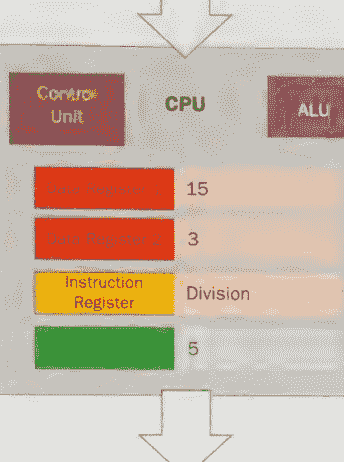 Control
Unit
CPU
ALU
15
3
Instruction
Register
Division
5